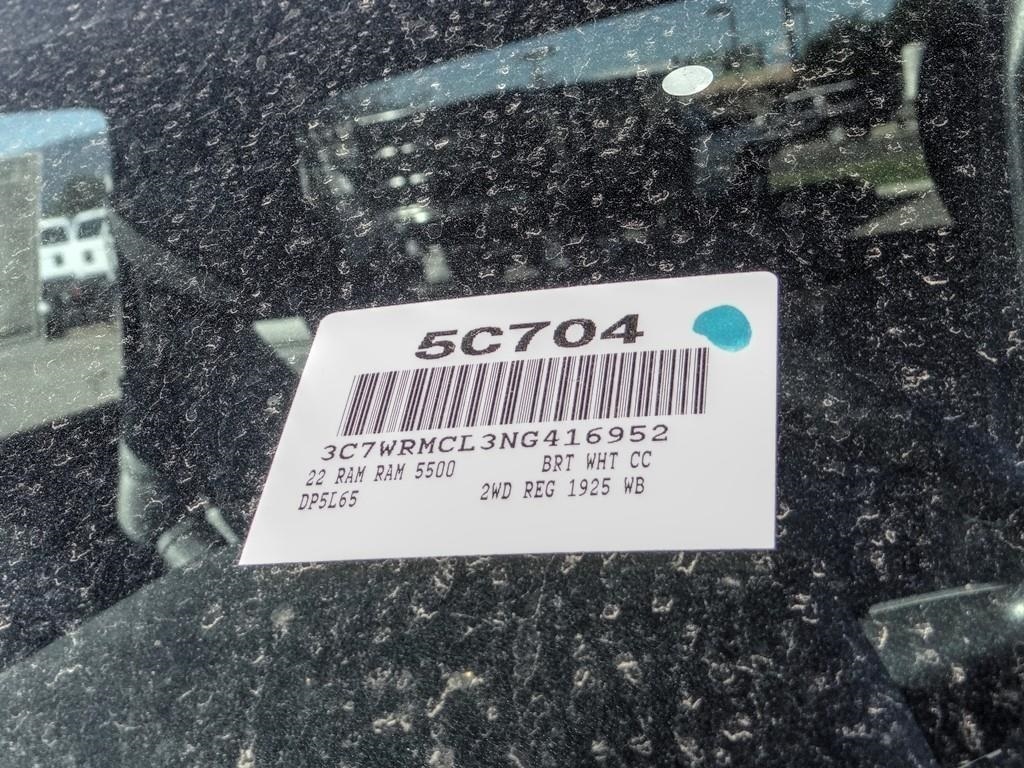 5C704
3C7WRMCL3NG416952
22 RAM RAM 5500 BRT WHT CC
DP5L65 2WD REG 1925 WB